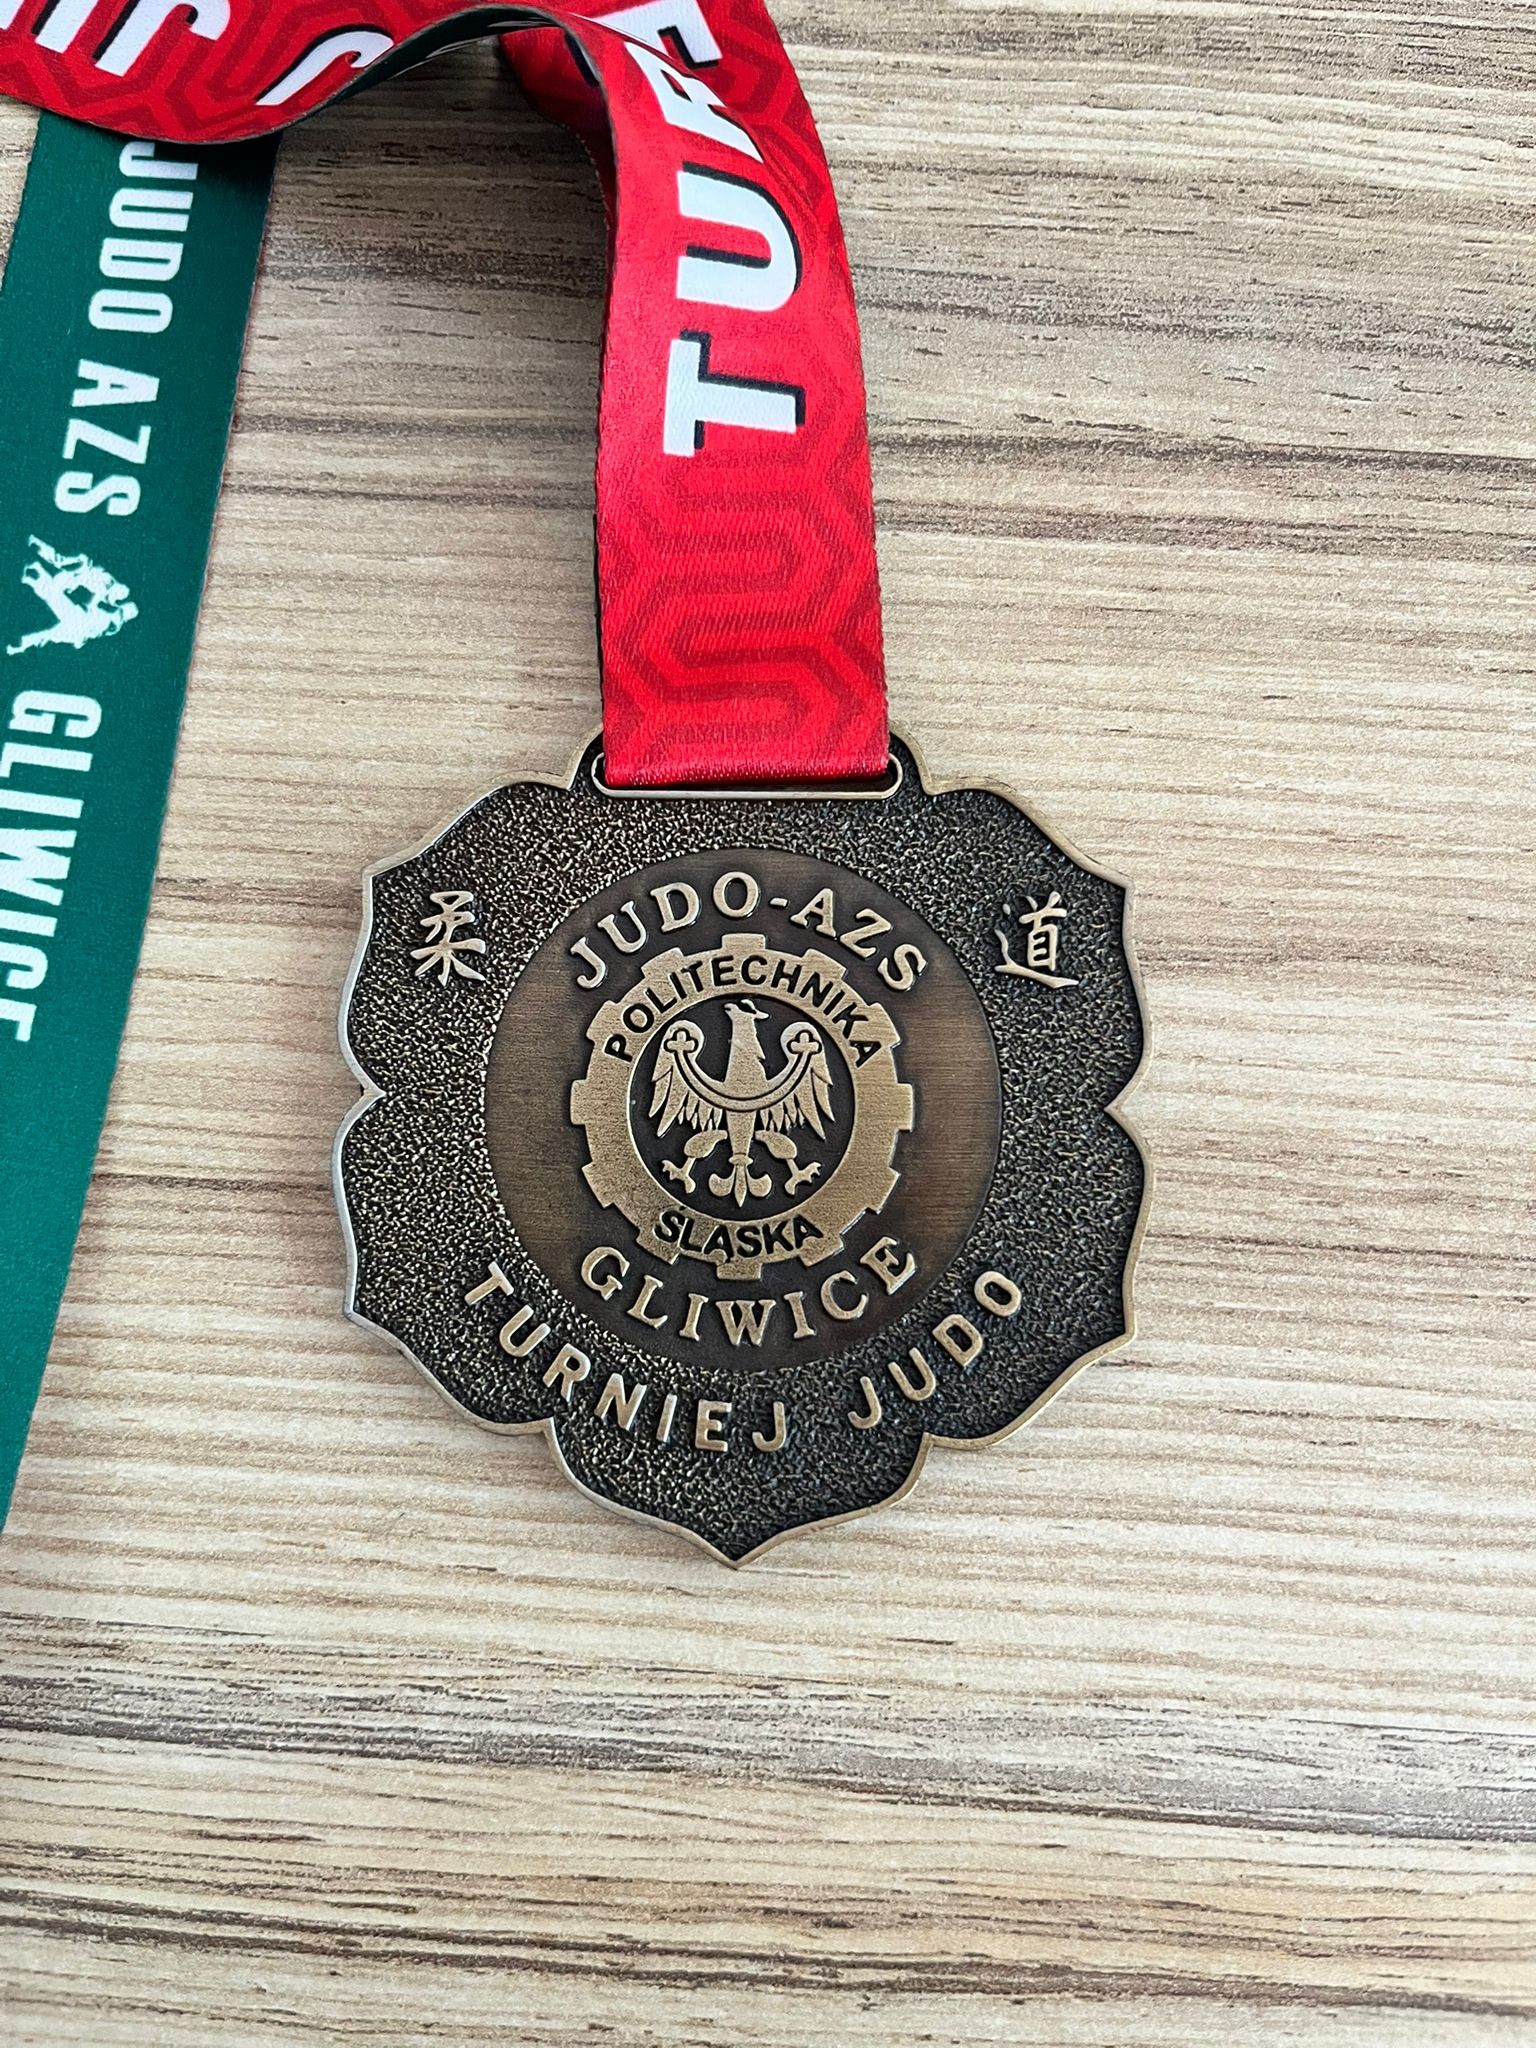 JUDO AZS GLIWICE
TU
柔 道
JUDO-AZS
POLITECHNIKA
ŚLĄSKA
GLIWICE
TURNIEJ JUDO